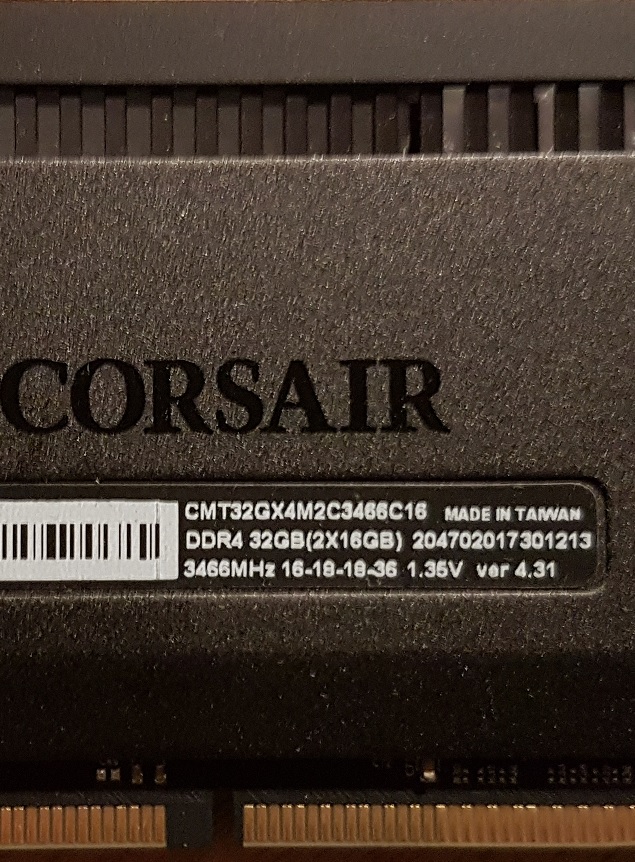 CORSAIR
CMT32GX4M2C3466C16 MADE IN TAIWAN
DDR4 32GB(2X16GB) 204702017301213
3466MHz 16-18-18-36 1.35V ver 4.31